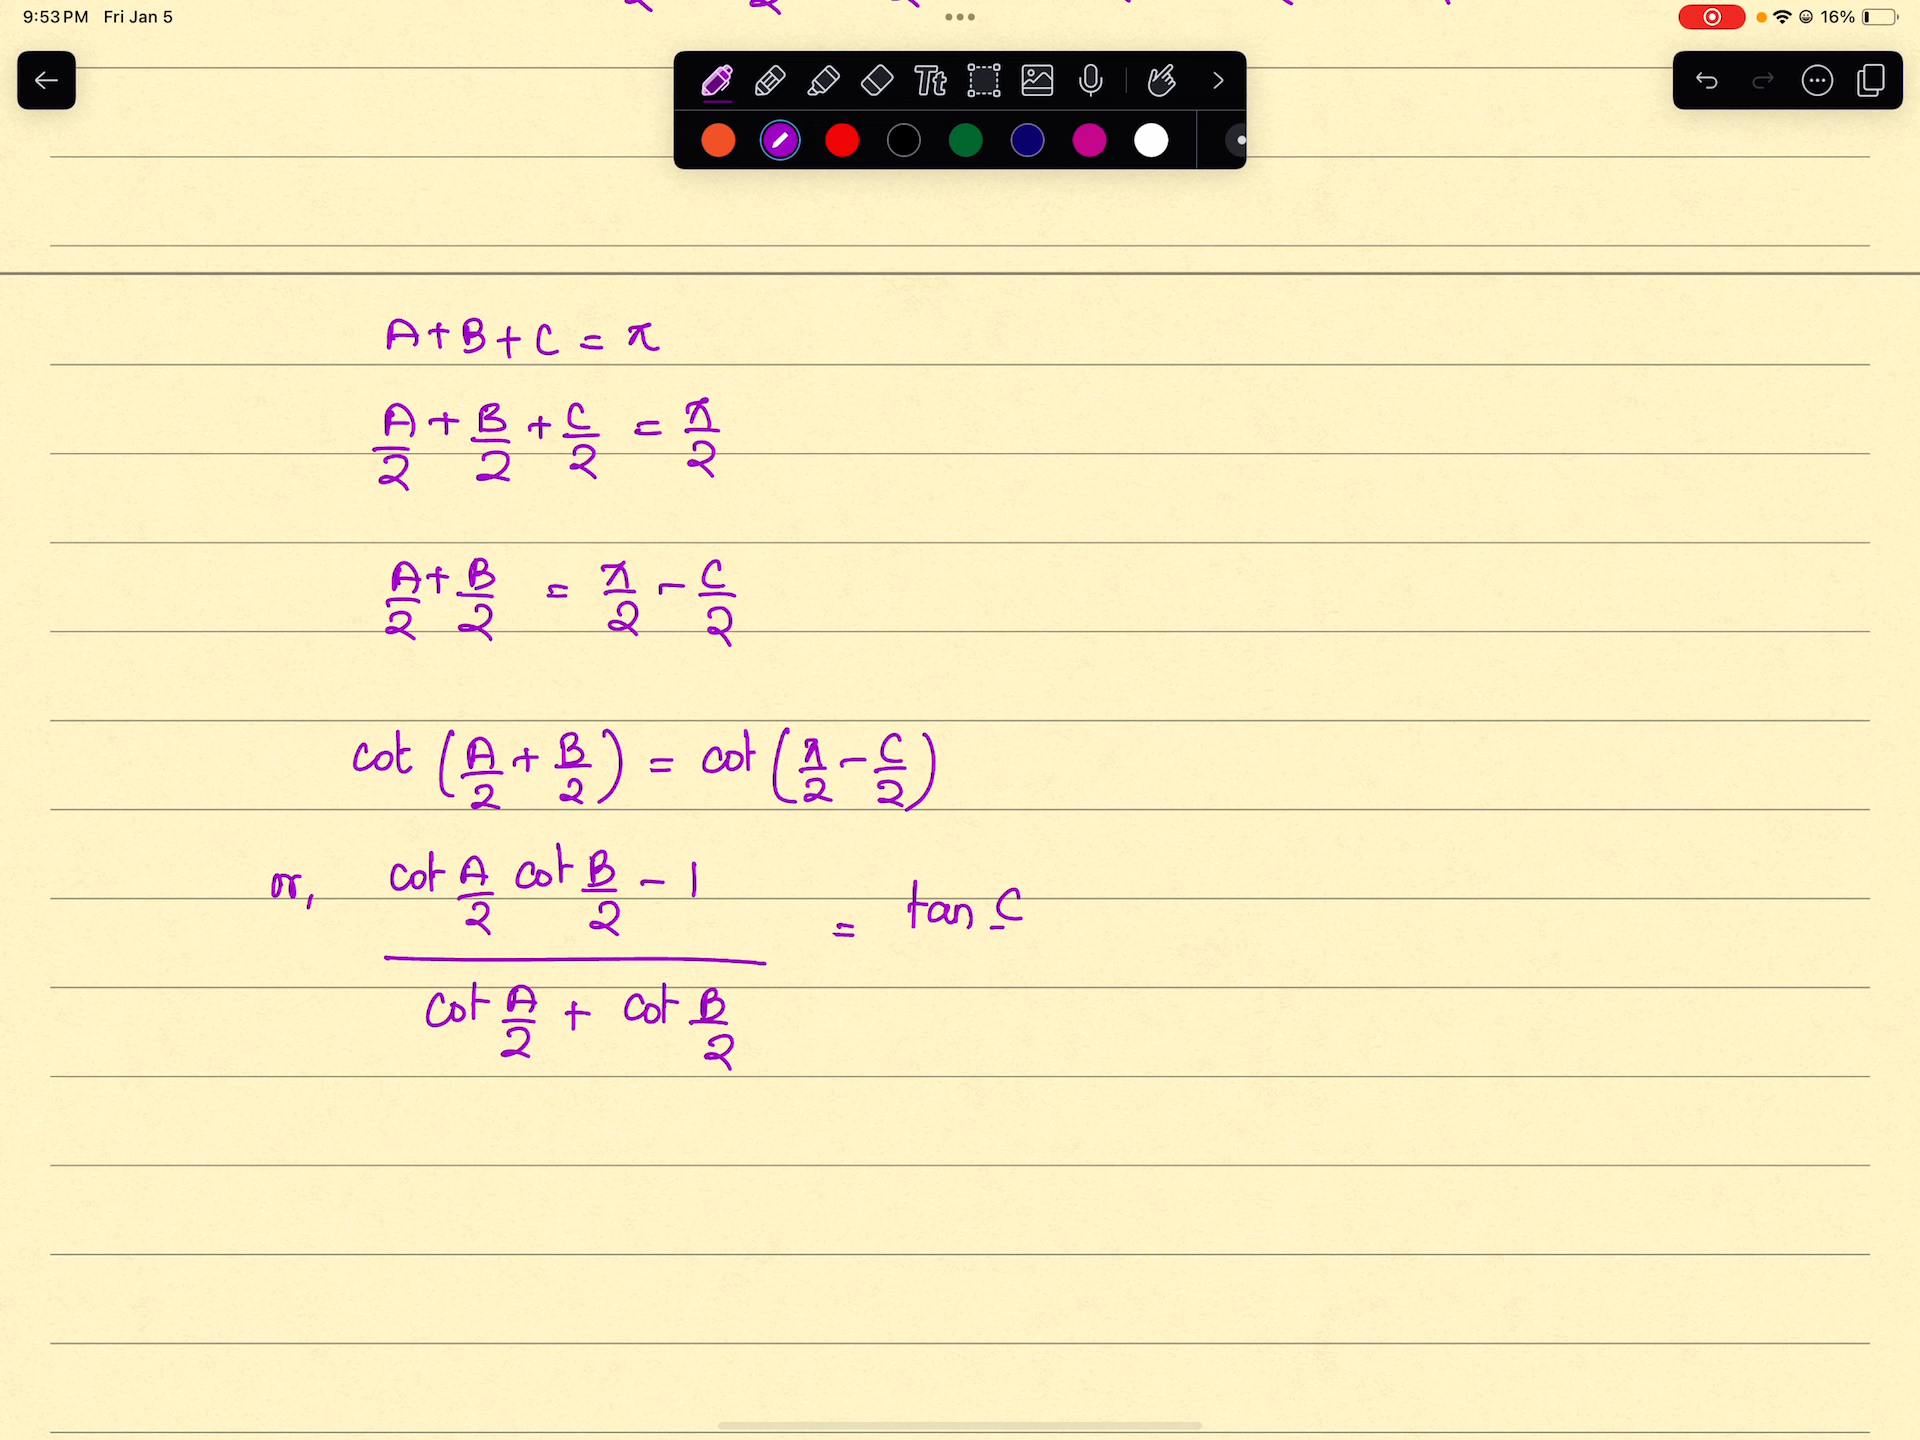 9:53 PM Fri Jan 5
16%
Tt
A + B + C = π
A/2 + B/2 + C/2 = π/2
A/2 + B/2 = π/2 - C/2
cot (A/2 + B/2) = cot (π/2 - C/2)
or, (cot A/2 cot B/2 - 1) / (cot A/2 + cot B/2) = tan C